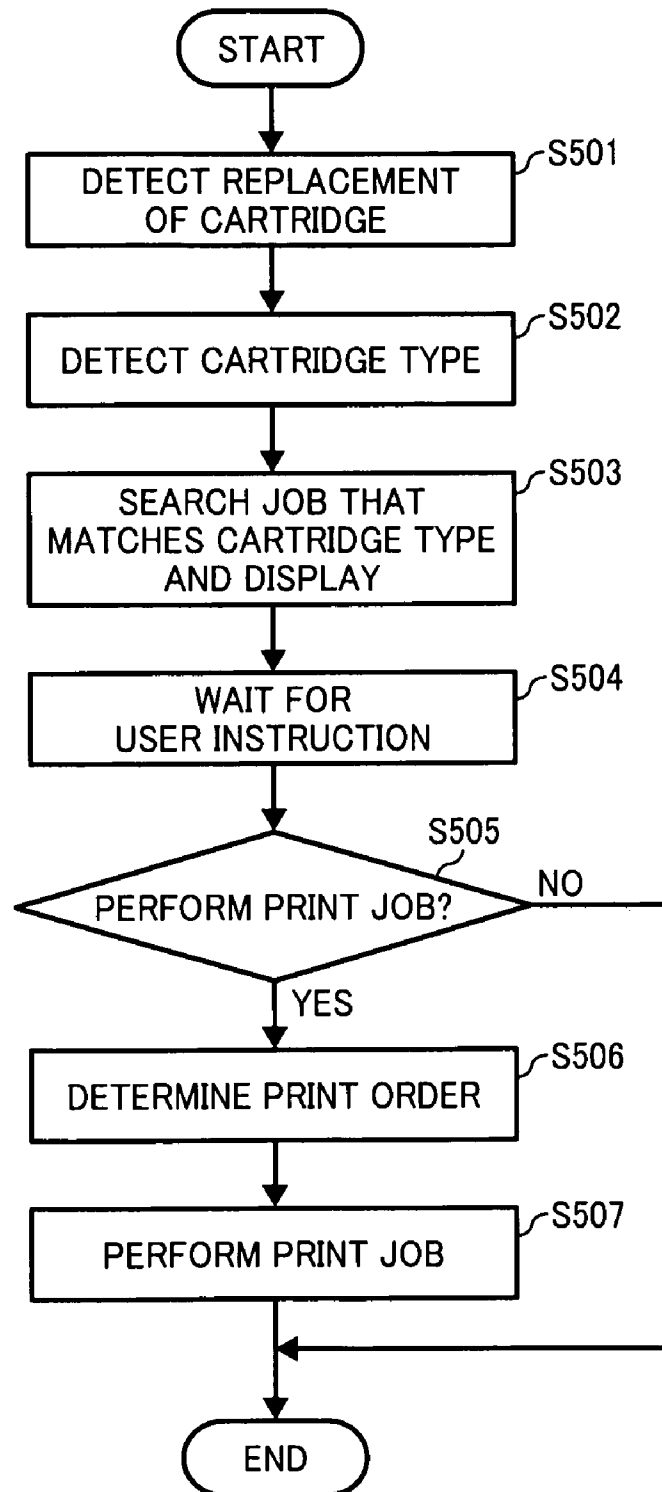 START
S501
DETECT REPLACEMENT
OF CARTRIDGE
S502
DETECT CARTRIDGE TYPE
S503
SEARCH JOB THAT
MATCHES CARTRIDGE TYPE
AND DISPLAY
S504
WAIT FOR
USER INSTRUCTION
S505
PERFORM PRINT JOB?
NO
YES
S506
DETERMINE PRINT ORDER
S507
PERFORM PRINT JOB
END